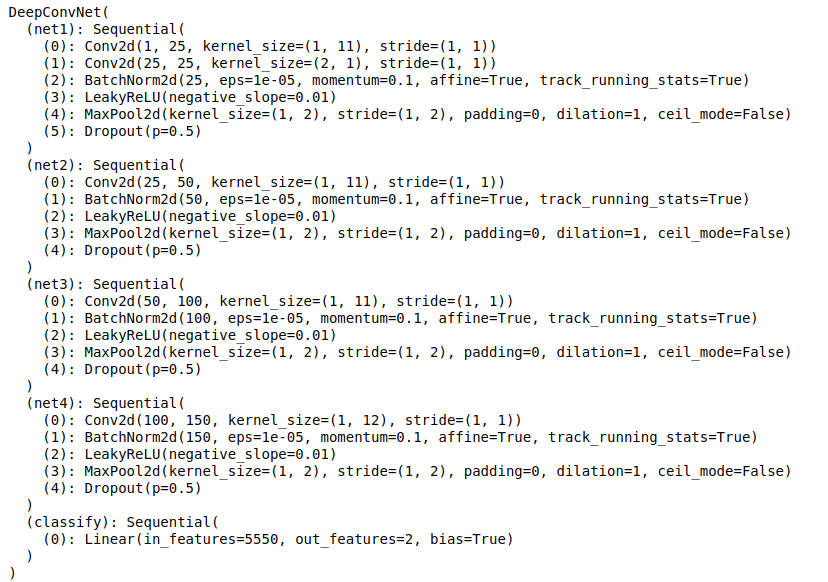 DeepConvNet(
  (net1): Sequential(
    (0): Conv2d(1, 25, kernel_size=(1, 11), stride=(1, 1))
    (1): Conv2d(25, 25, kernel_size=(2, 1), stride=(1, 1))
    (2): BatchNorm2d(25, eps=1e-05, momentum=0.1, affine=True, track_running_stats=True)
    (3): LeakyReLU(negative_slope=0.01)
    (4): MaxPool2d(kernel_size=(1, 2), stride=(1, 2), padding=0, dilation=1, ceil_mode=False)
    (5): Dropout(p=0.5)
  )
  (net2): Sequential(
    (0): Conv2d(25, 50, kernel_size=(1, 11), stride=(1, 1))
    (1): BatchNorm2d(50, eps=1e-05, momentum=0.1, affine=True, track_running_stats=True)
    (2): LeakyReLU(negative_slope=0.01)
    (3): MaxPool2d(kernel_size=(1, 2), stride=(1, 2), padding=0, dilation=1, ceil_mode=False)
    (4): Dropout(p=0.5)
  )
  (net3): Sequential(
    (0): Conv2d(50, 100, kernel_size=(1, 11), stride=(1, 1))
    (1): BatchNorm2d(100, eps=1e-05, momentum=0.1, affine=True, track_running_stats=True)
    (2): LeakyReLU(negative_slope=0.01)
    (3): MaxPool2d(kernel_size=(1, 2), stride=(1, 2), padding=0, dilation=1, ceil_mode=False)
    (4): Dropout(p=0.5)
  )
  (net4): Sequential(
    (0): Conv2d(100, 150, kernel_size=(1, 12), stride=(1, 1))
    (1): BatchNorm2d(150, eps=1e-05, momentum=0.1, affine=True, track_running_stats=True)
    (2): LeakyReLU(negative_slope=0.01)
    (3): MaxPool2d(kernel_size=(1, 2), stride=(1, 2), padding=0, dilation=1, ceil_mode=False)
    (4): Dropout(p=0.5)
  )
  (classify): Sequential(
    (0): Linear(in_features=5550, out_features=2, bias=True)
  )
)